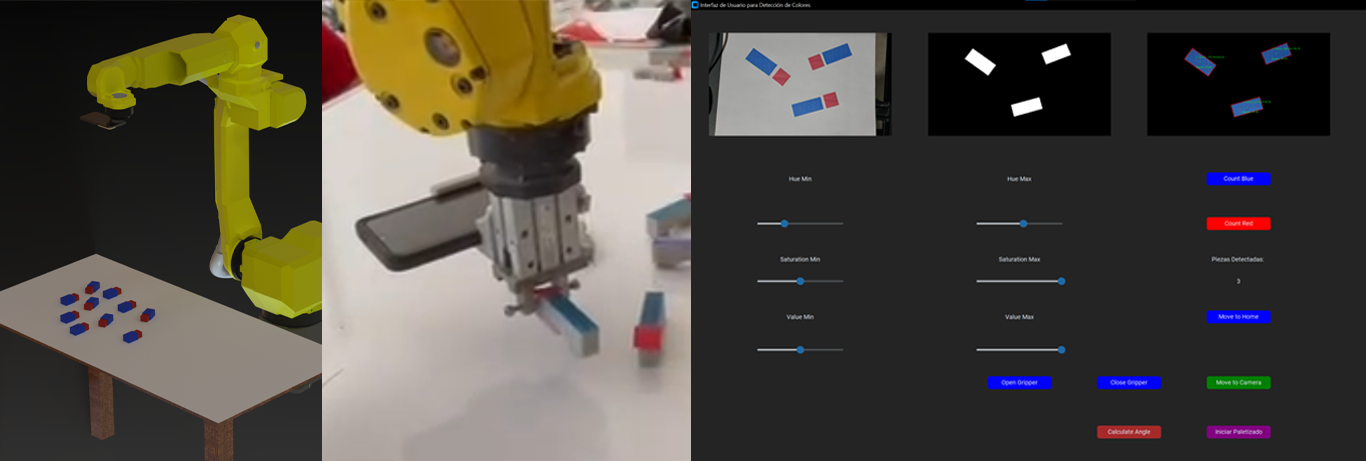 Interfaz de Usuario para Detección de Colores
Hue Min
Hue Max
Count Blue
Count Red
Saturation Min
Saturation Max
Piezas Detectadas:
3
Value Min
Value Max
Move to Home
Open Gripper
Close Gripper
Move to Camera
Calculate Angle
Iniciar Paletizado